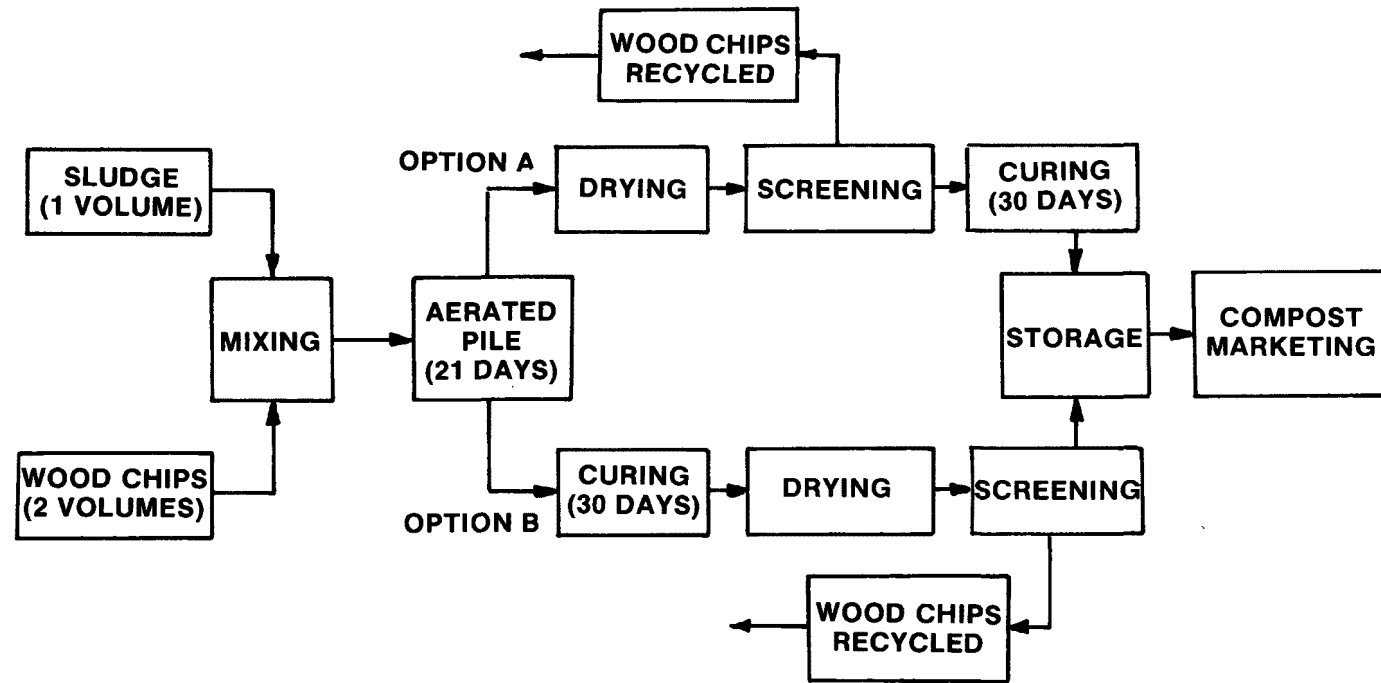 WOOD CHIPS
RECYCLED
OPTION A
SLUDGE
(1 VOLUME)
DRYING
SCREENING
CURING
(30 DAYS)
MIXING
AERATED
PILE
(21 DAYS)
STORAGE
COMPOST
MARKETING
WOOD CHIPS
(2 VOLUMES)
OPTION B
CURING
(30 DAYS)
DRYING
SCREENING
WOOD CHIPS
RECYCLED